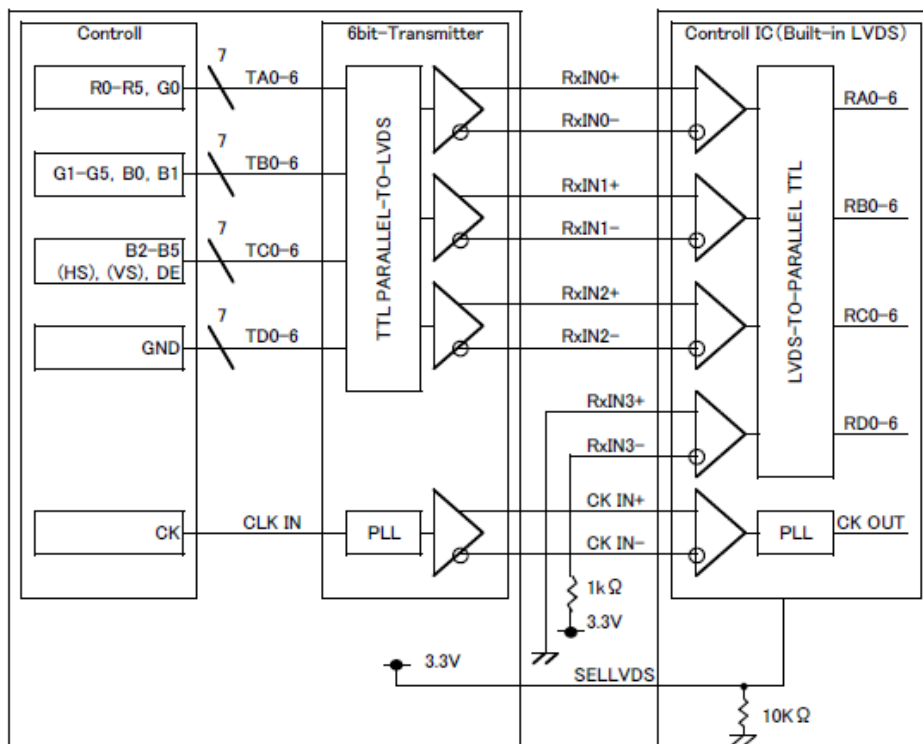 Controll
6bit-Transmitter
Controll IC(Built-in LVDS)
7
R0-R5, G0
TA0-6
RxIN0+
RA0-6
RxIN0-
7
G1-G5, B0, B1
TB0-6
RxIN1+
RB0-6
RxIN1-
7
B2-B5
(HS), (VS), DE
TC0-6
RxIN2+
RC0-6
RxIN2-
7
GND
TD0-6
TTL PARALLEL-TO-LVDS
LVDS-TO-PARALLEL TTL
RxIN3+
RD0-6
RxIN3-
CK
CLK IN
PLL
CK IN+
CK IN-
PLL
CK OUT
1kΩ
3.3V
3.3V
SELLVDS
10KΩ